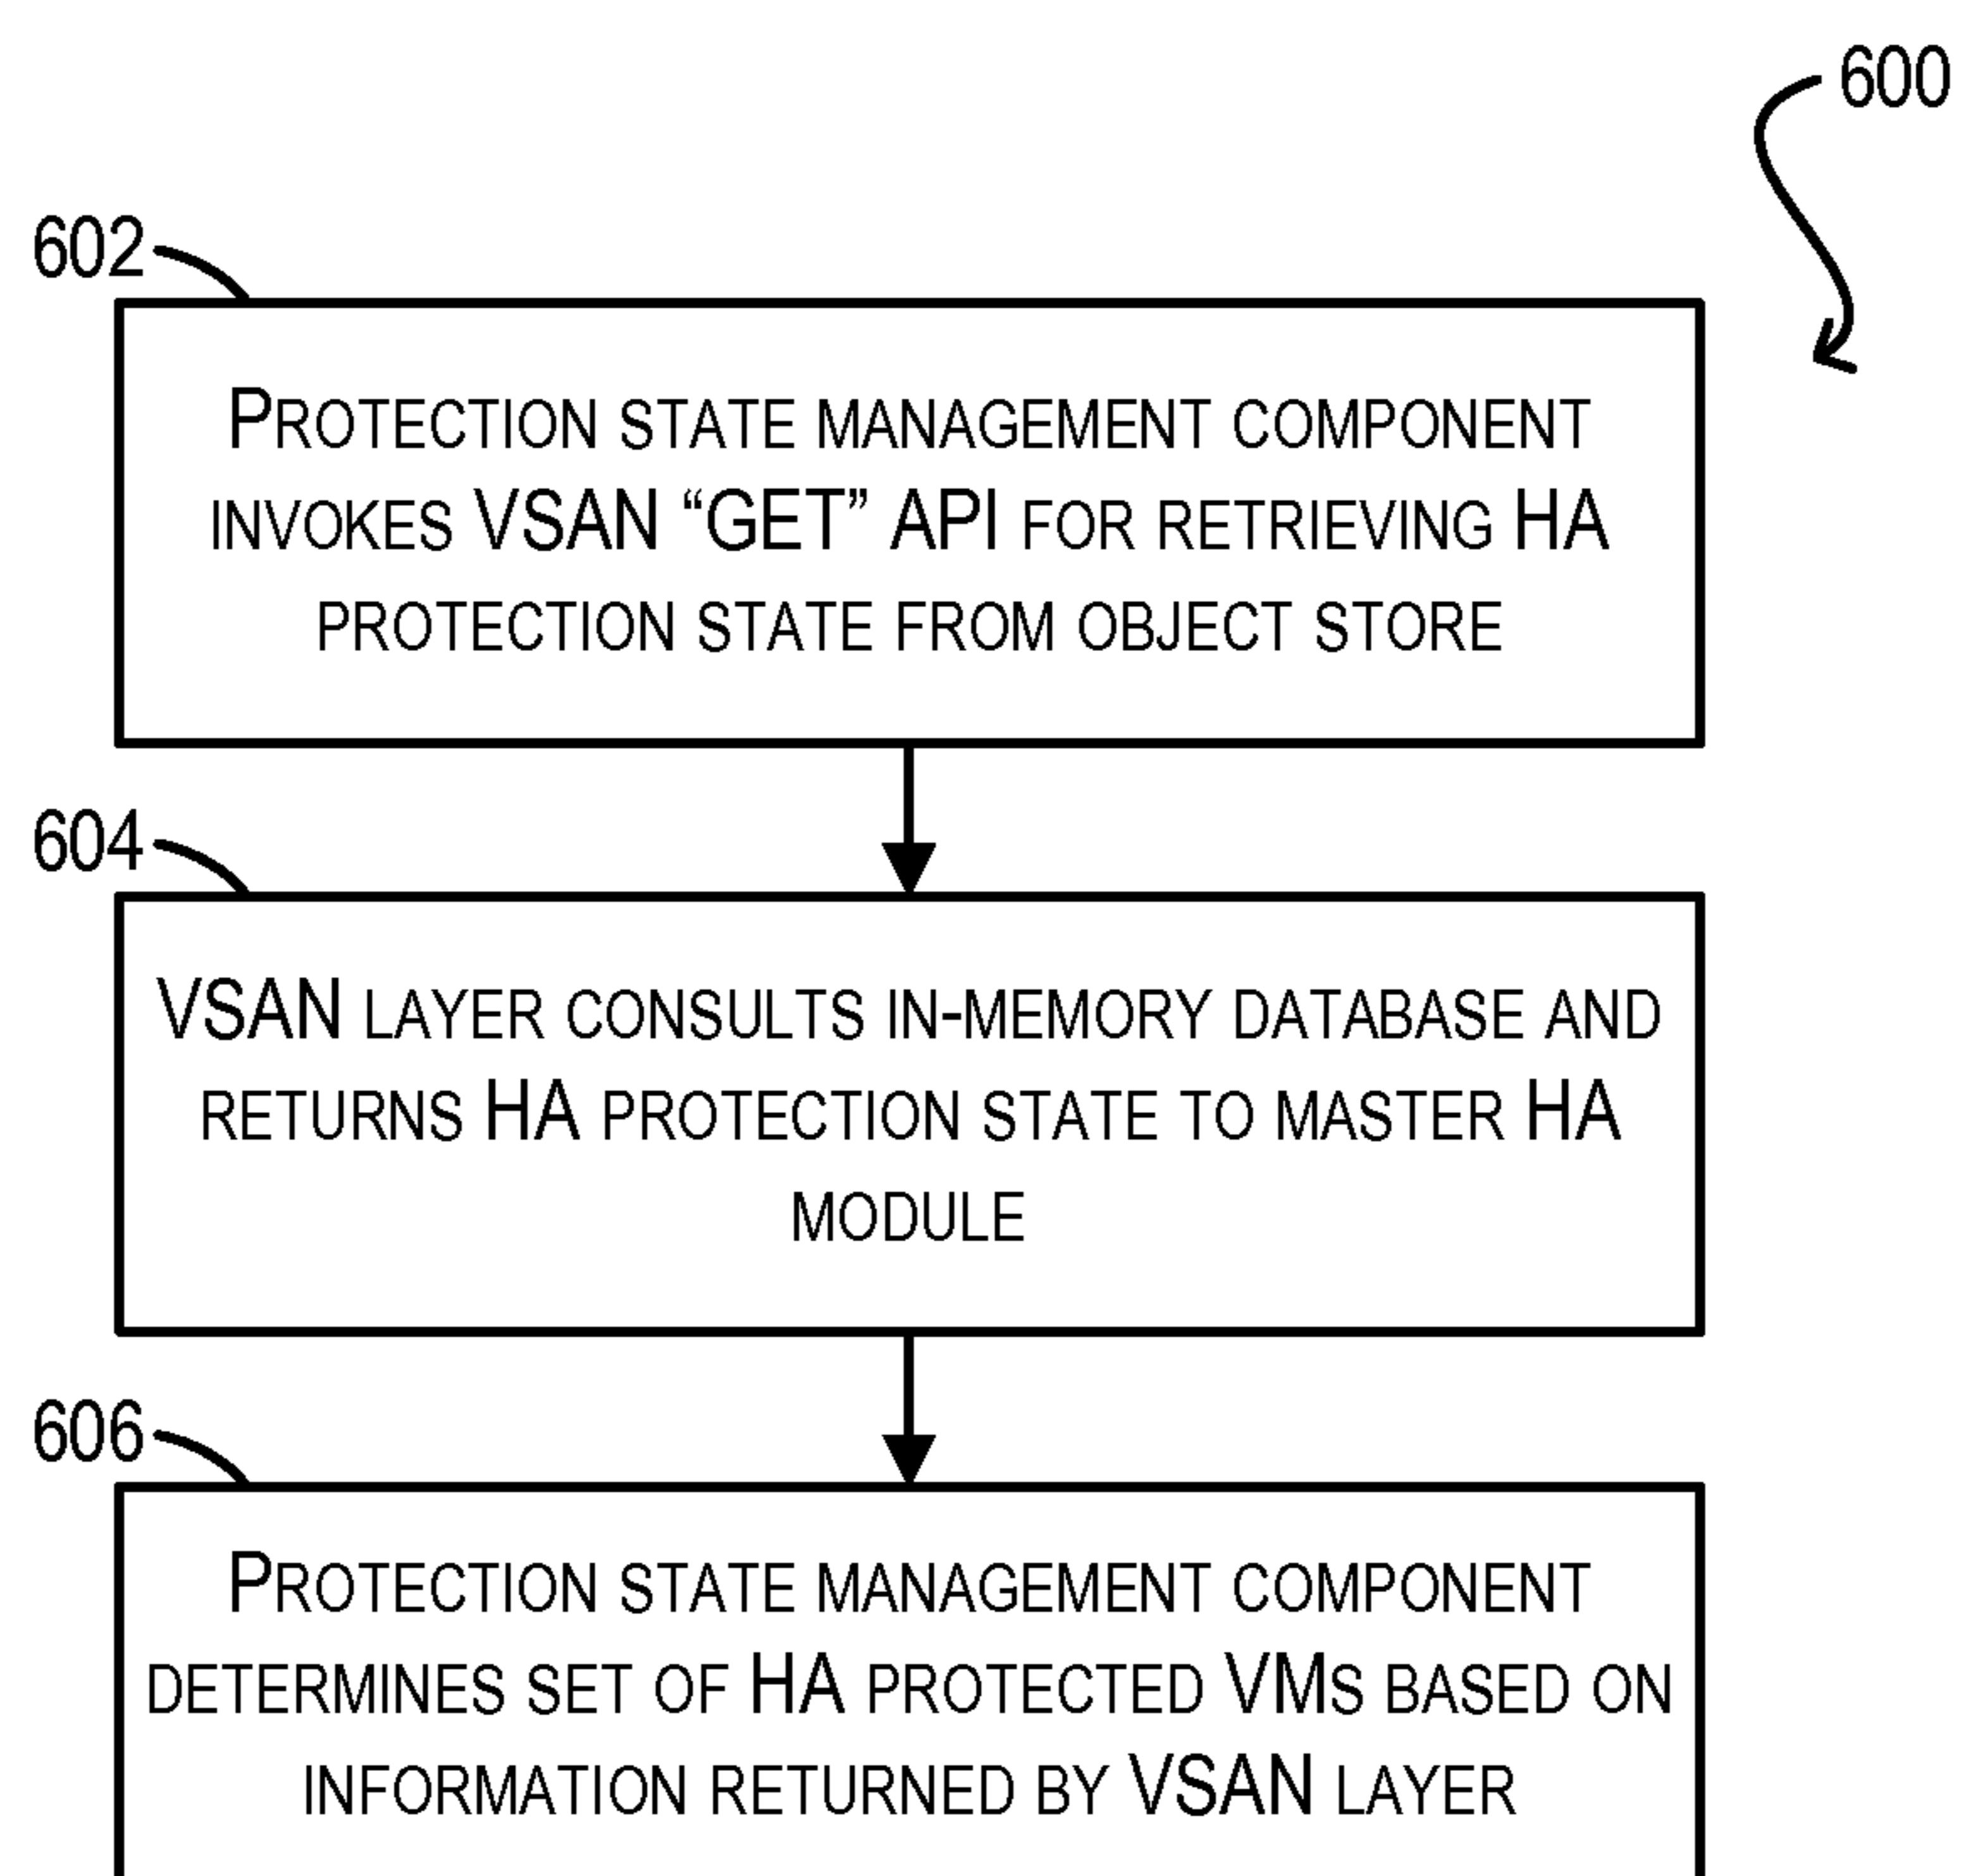 600
602
PROTECTION STATE MANAGEMENT COMPONENT
INVOKES VSAN “GET” API FOR RETRIEVING HA
PROTECTION STATE FROM OBJECT STORE
604
VSAN LAYER CONSULTS IN-MEMORY DATABASE AND
RETURNS HA PROTECTION STATE TO MASTER HA
MODULE
606
PROTECTION STATE MANAGEMENT COMPONENT
DETERMINES SET OF HA PROTECTED VMS BASED ON
INFORMATION RETURNED BY VSAN LAYER